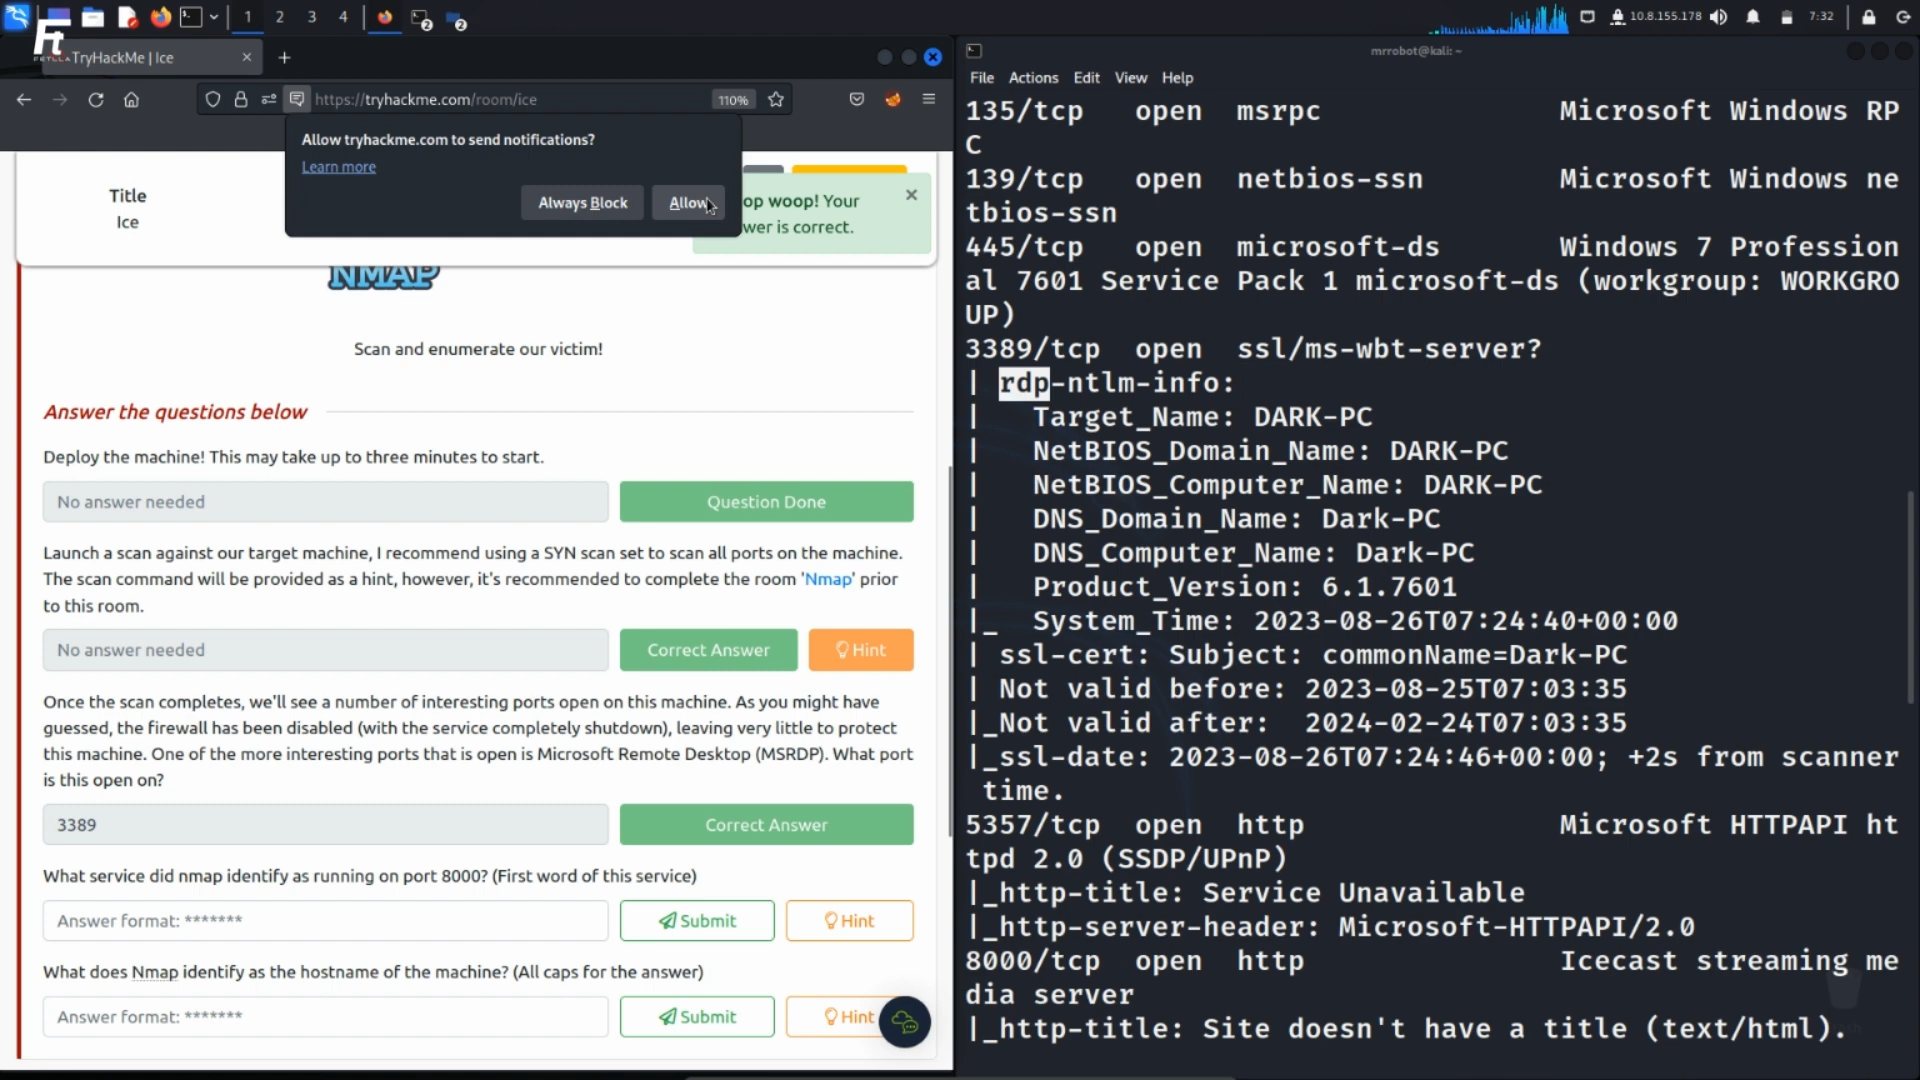 1 2 3 4
2
2
10.8.155.178
7:32
Ft
FETLLA
TryHackMe | Ice
https://tryhackme.com/room/ice
110%
Allow tryhackme.com to send notifications?
Learn more
Always Block
Allow
Title
Ice
op woop! Your
wer is correct.
NMAP
Scan and enumerate our victim!
Answer the questions below
Deploy the machine! This may take up to three minutes to start.
No answer needed
Question Done
Launch a scan against our target machine, I recommend using a SYN scan set to scan all ports on the machine.
The scan command will be provided as a hint, however, it's recommended to complete the room 'Nmap' prior
to this room.
No answer needed
Correct Answer
Hint
Once the scan completes, we'll see a number of interesting ports open on this machine. As you might have
guessed, the firewall has been disabled (with the service completely shutdown), leaving very little to protect
this machine. One of the more interesting ports that is open is Microsoft Remote Desktop (MSRDP). What port
is this open on?
3389
Correct Answer
What service did nmap identify as running on port 8000? (First word of this service)
Answer format: *******
Submit
Hint
What does Nmap identify as the hostname of the machine? (All caps for the answer)
Answer format: *******
Submit
Hint
mrrobot@kali: ~
File Actions Edit View Help
135/tcp open msrpc Microsoft Windows RP
C
139/tcp open netbios-ssn Microsoft Windows ne
tbios-ssn
445/tcp open microsoft-ds Windows 7 Profession
al 7601 Service Pack 1 microsoft-ds (workgroup: WORKGRO
UP)
3389/tcp open ssl/ms-wbt-server?
| rdp-ntlm-info:
| Target_Name: DARK-PC
| NetBIOS_Domain_Name: DARK-PC
| NetBIOS_Computer_Name: DARK-PC
| DNS_Domain_Name: Dark-PC
| DNS_Computer_Name: Dark-PC
| Product_Version: 6.1.7601
|_ System_Time: 2023-08-26T07:24:40+00:00
| ssl-cert: Subject: commonName=Dark-PC
| Not valid before: 2023-08-25T07:03:35
|_Not valid after: 2024-02-24T07:03:35
|_ssl-date: 2023-08-26T07:24:46+00:00; +2s from scanner
time.
5357/tcp open http Microsoft HTTPAPI ht
tpd 2.0 (SSDP/UPnP)
|_http-title: Service Unavailable
|_http-server-header: Microsoft-HTTPAPI/2.0
8000/tcp open http Icecast streaming me
dia server
|_http-title: Site doesn't have a title (text/html).